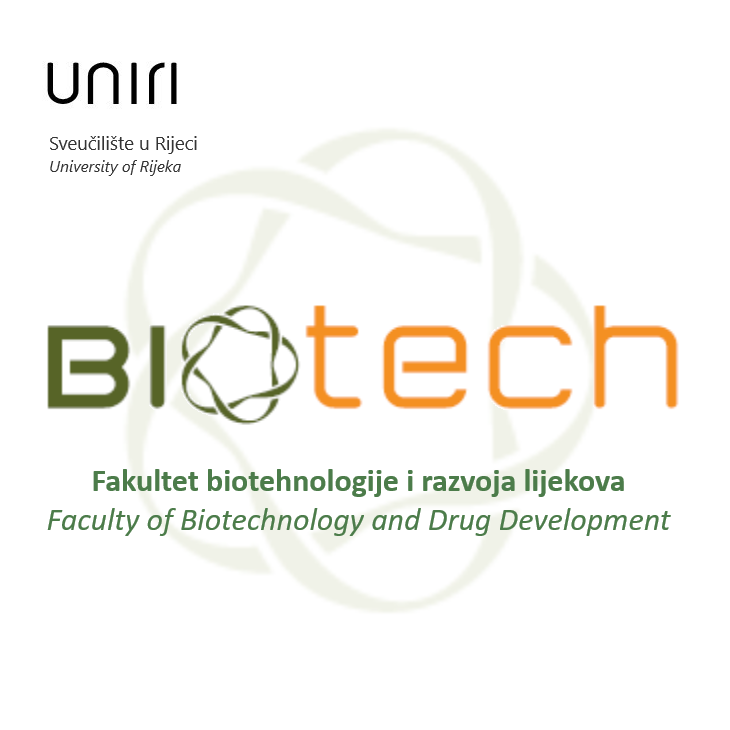 UNIRI
Sveučilište u Rijeci
University of Rijeka
BIOtech
Fakultet biotehnologije i razvoja lijekova
Faculty of Biotechnology and Drug Development